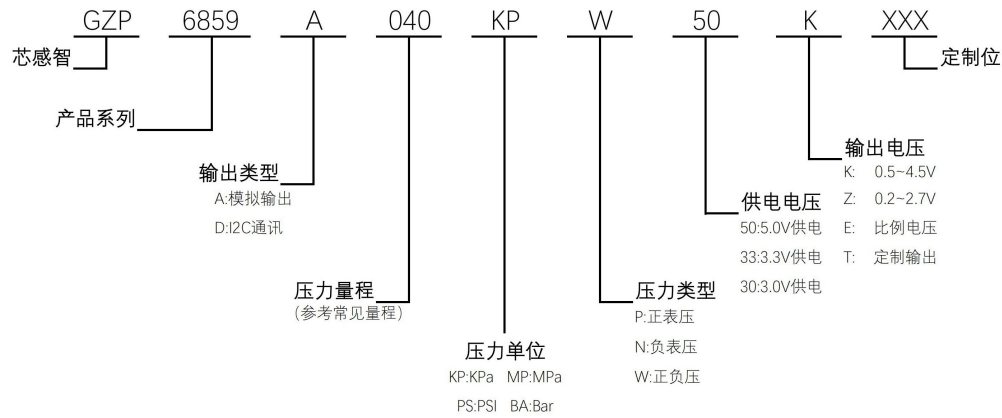 GZP 6859 A 040 KP W 50 K XXX
芯感智
定制位
产品系列
输出类型
A:模拟输出
D:I2C通讯
压力量程
(参考常见量程)
压力单位
KP:KPa MP:MPa
PS:PSI BA:Bar
压力类型
P:正表压
N:负表压
W:正负压
供电电压
50:5.0V供电
33:3.3V供电
30:3.0V供电
输出电压
K: 0.5~4.5V
Z: 0.2~2.7V
E: 比例电压
T: 定制输出